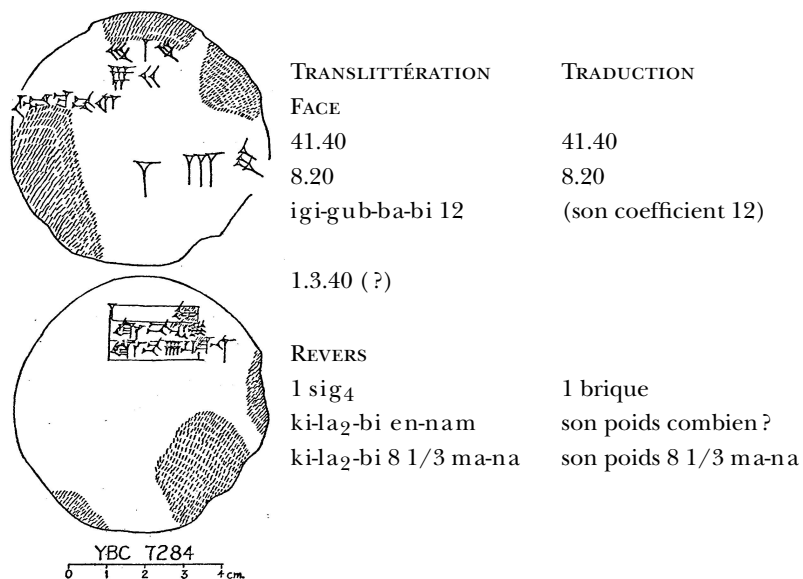 TRANSLITTÉRATION TRADUCTION
FACE
41.40 41.40
8.20 8.20
igi-gub-ba-bi 12 (son coefficient 12)
1.3.40 (?)
REVERS
1 sig₄ 1 brique
ki-la₂-bi en-nam son poids combien ?
ki-la₂-bi 8 1/3 ma-na son poids 8 1/3 ma-na
YBC 7284
0 1 2 3 4 cm.